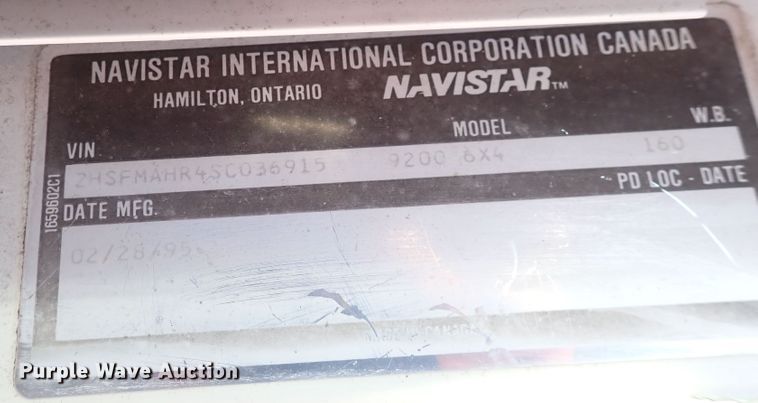 NAVISTAR INTERNATIONAL CORPORATION CANADA
HAMILTON, ONTARIO NAVISTAR™
VIN MODEL W.B.
2HSFMAHR4SC036915 9200 6X4 160
DATE MFG. PD LOC - DATE
02/28/95
1659602C1
Purple Wave Auction